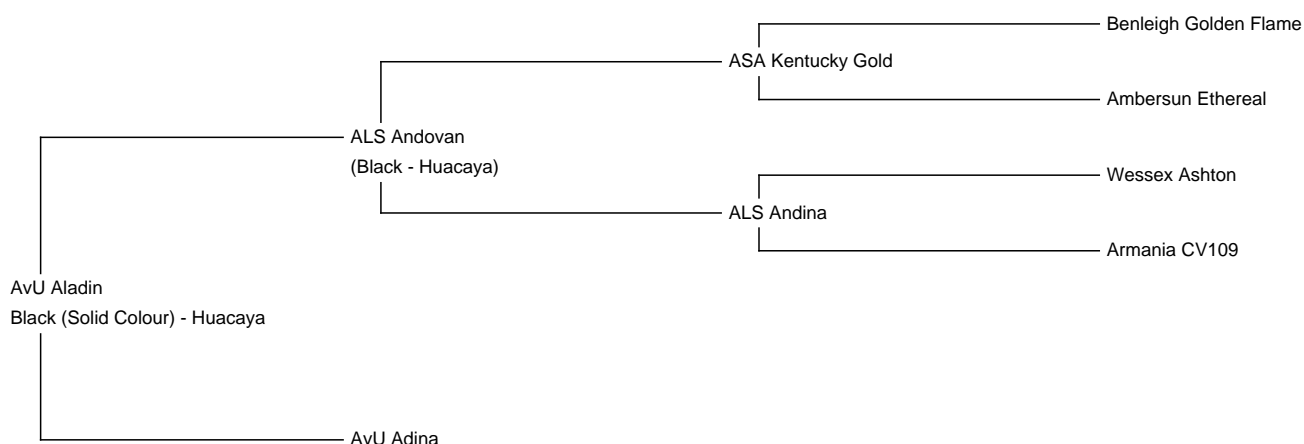 Benleigh Golden Flame
ASA Kentucky Gold
Ambersun Ethereal
ALS Andovan
(Black - Huacaya)
Wessex Ashton
ALS Andina
Armania CV109
AvU Aladin
Black (Solid Colour) - Huacaya
AvU Adina